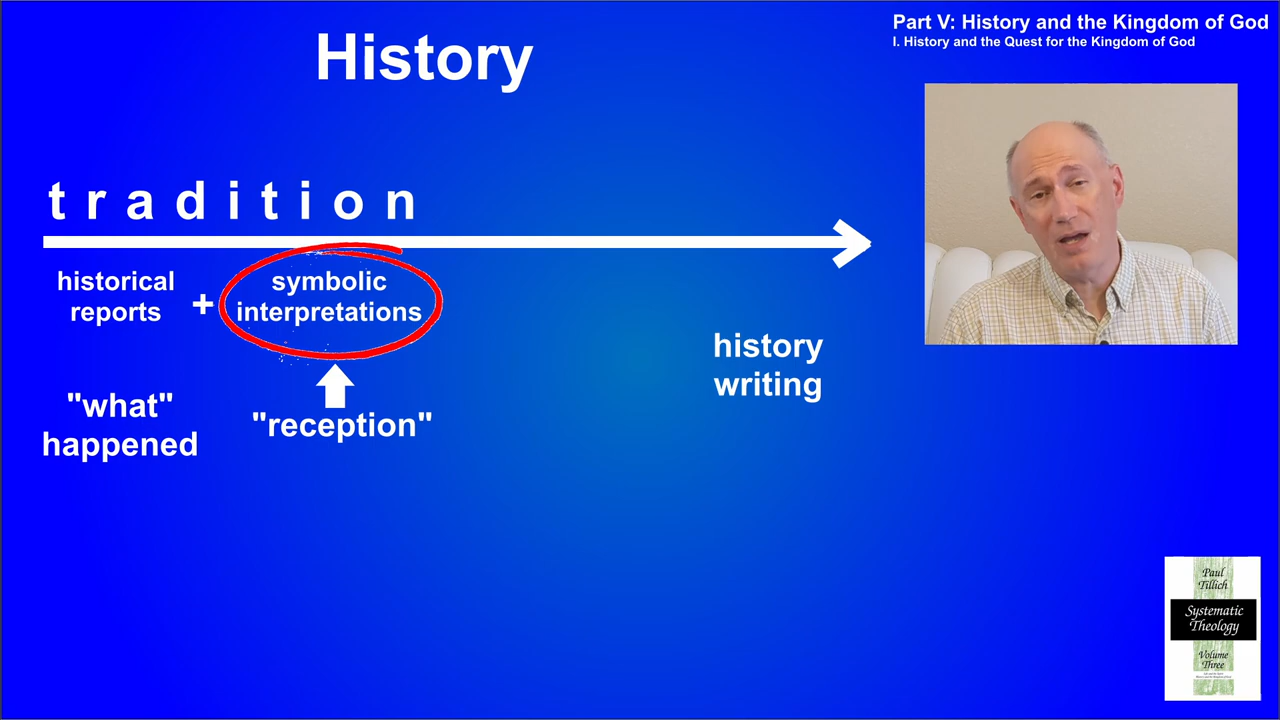 Part V: History and the Kingdom of God
I. History and the Quest for the Kingdom of God
History
tradition
historical
reports
+
symbolic
interpretations
"what"
happened
"reception"
history
writing
Paul
Tillich
Systematic
Theology
Volume
Three